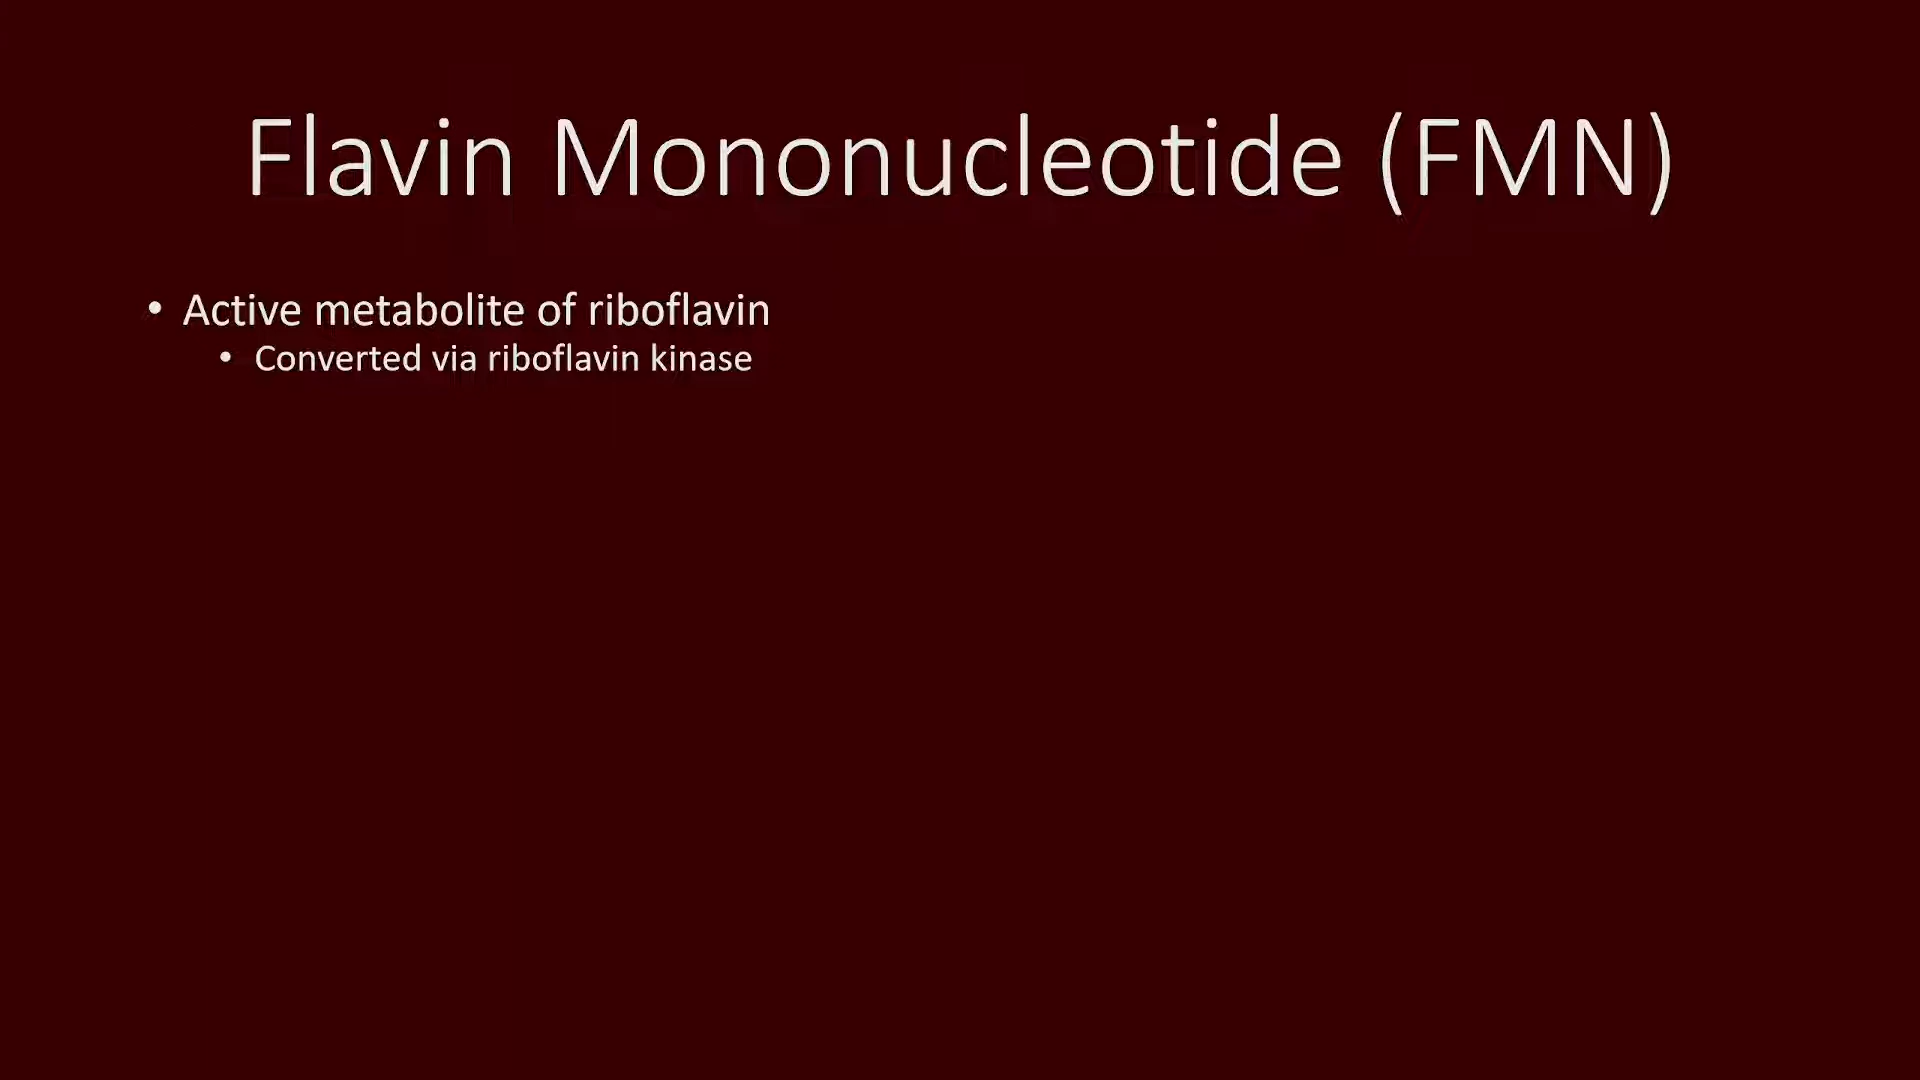 Flavin Mononucleotide (FMN)
• Active metabolite of riboflavin
• Converted via riboflavin kinase